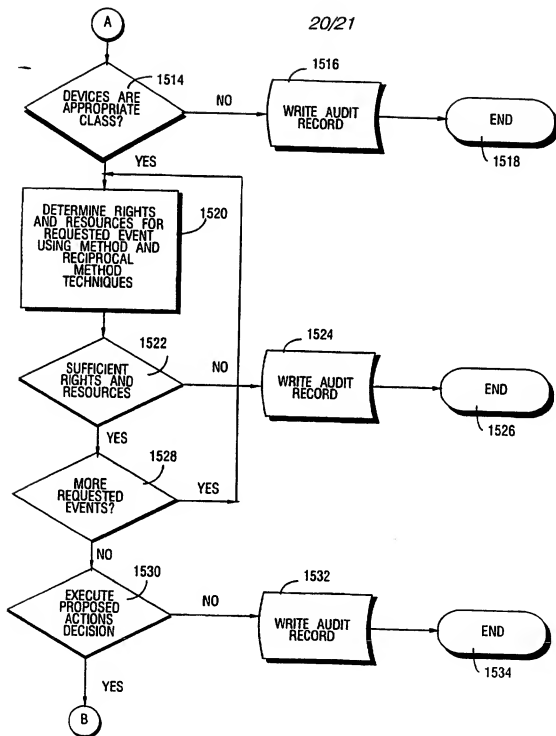 A
20/21
1514
DEVICES ARE
APPROPRIATE
CLASS?
NO
1516
WRITE AUDIT
RECORD
END
1518
YES
DETERMINE RIGHTS
AND RESOURCES FOR
REQUESTED EVENT
USING METHOD AND
RECIPROCAL
METHOD
TECHNIQUES
1520
1522
SUFFICIENT
RIGHTS AND
RESOURCES
NO
1524
WRITE AUDIT
RECORD
END
1526
YES
1528
MORE
REQUESTED
EVENTS?
YES
NO
1530
EXECUTE
PROPOSED
ACTIONS
DECISION
NO
1532
WRITE AUDIT
RECORD
END
1534
YES
B